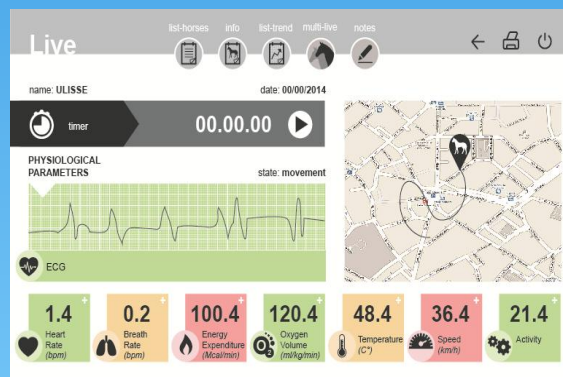 Live
list-horses info list-trend multi-live notes
name: ULISSE
date: 00/00/2014
timer
00.00.00
PHYSIOLOGICAL
PARAMETERS
state: movement
ECG
1.4
Heart
Rate
(bpm)
0.2
Breath
Rate
(bpm)
100.4
Energy
Expenditure
(Mcal/min)
120.4
O2
Oxygen
Volume
(ml/kg/min)
48.4
Temperature
(C°)
36.4
Speed
(km/h)
21.4
Activity